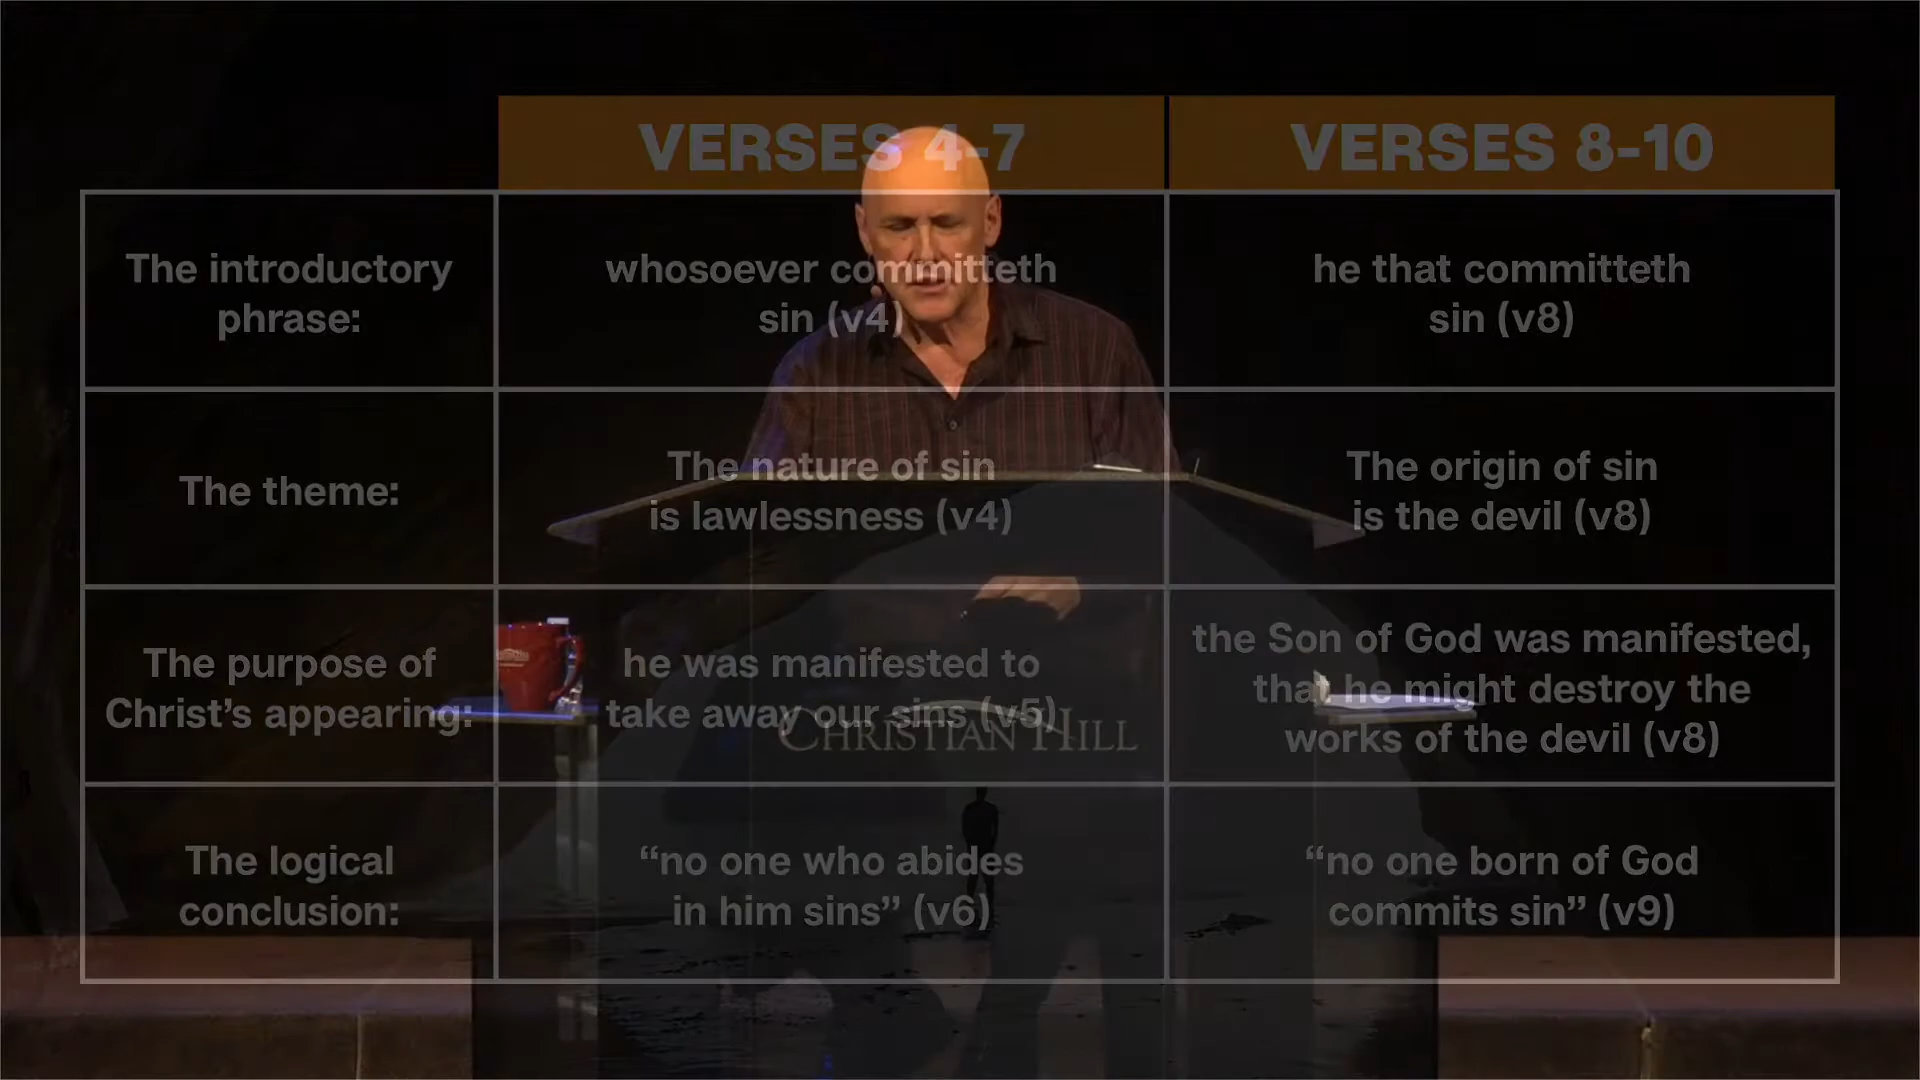 VERSES 4-7
VERSES 8-10
The introductory
phrase:
whosoever committeth
sin (v4)
he that committeth
sin (v8)
The theme:
The nature of sin
is lawlessness (v4)
The origin of sin
is the devil (v8)
The purpose of
Christ’s appearing:
he was manifested to
take away our sins (v5)
the Son of God was manifested,
that he might destroy the
works of the devil (v8)
The logical
conclusion:
“no one who abides
in him sins” (v6)
“no one born of God
commits sin” (v9)
CHRISTIAN HILL